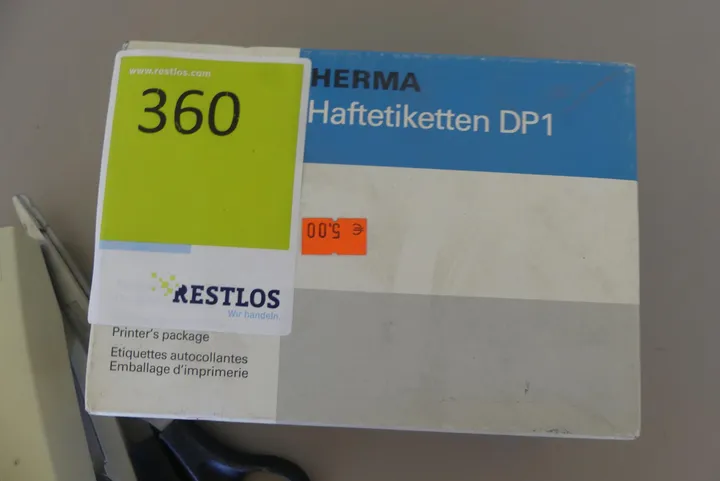 www.restlos.com
360
RESTLOS
Wir handeln.
HERMA
Haftetiketten DP1
€ 5.00
Printer's package
Etiquettes autocollantes
Emballage d'imprimerie